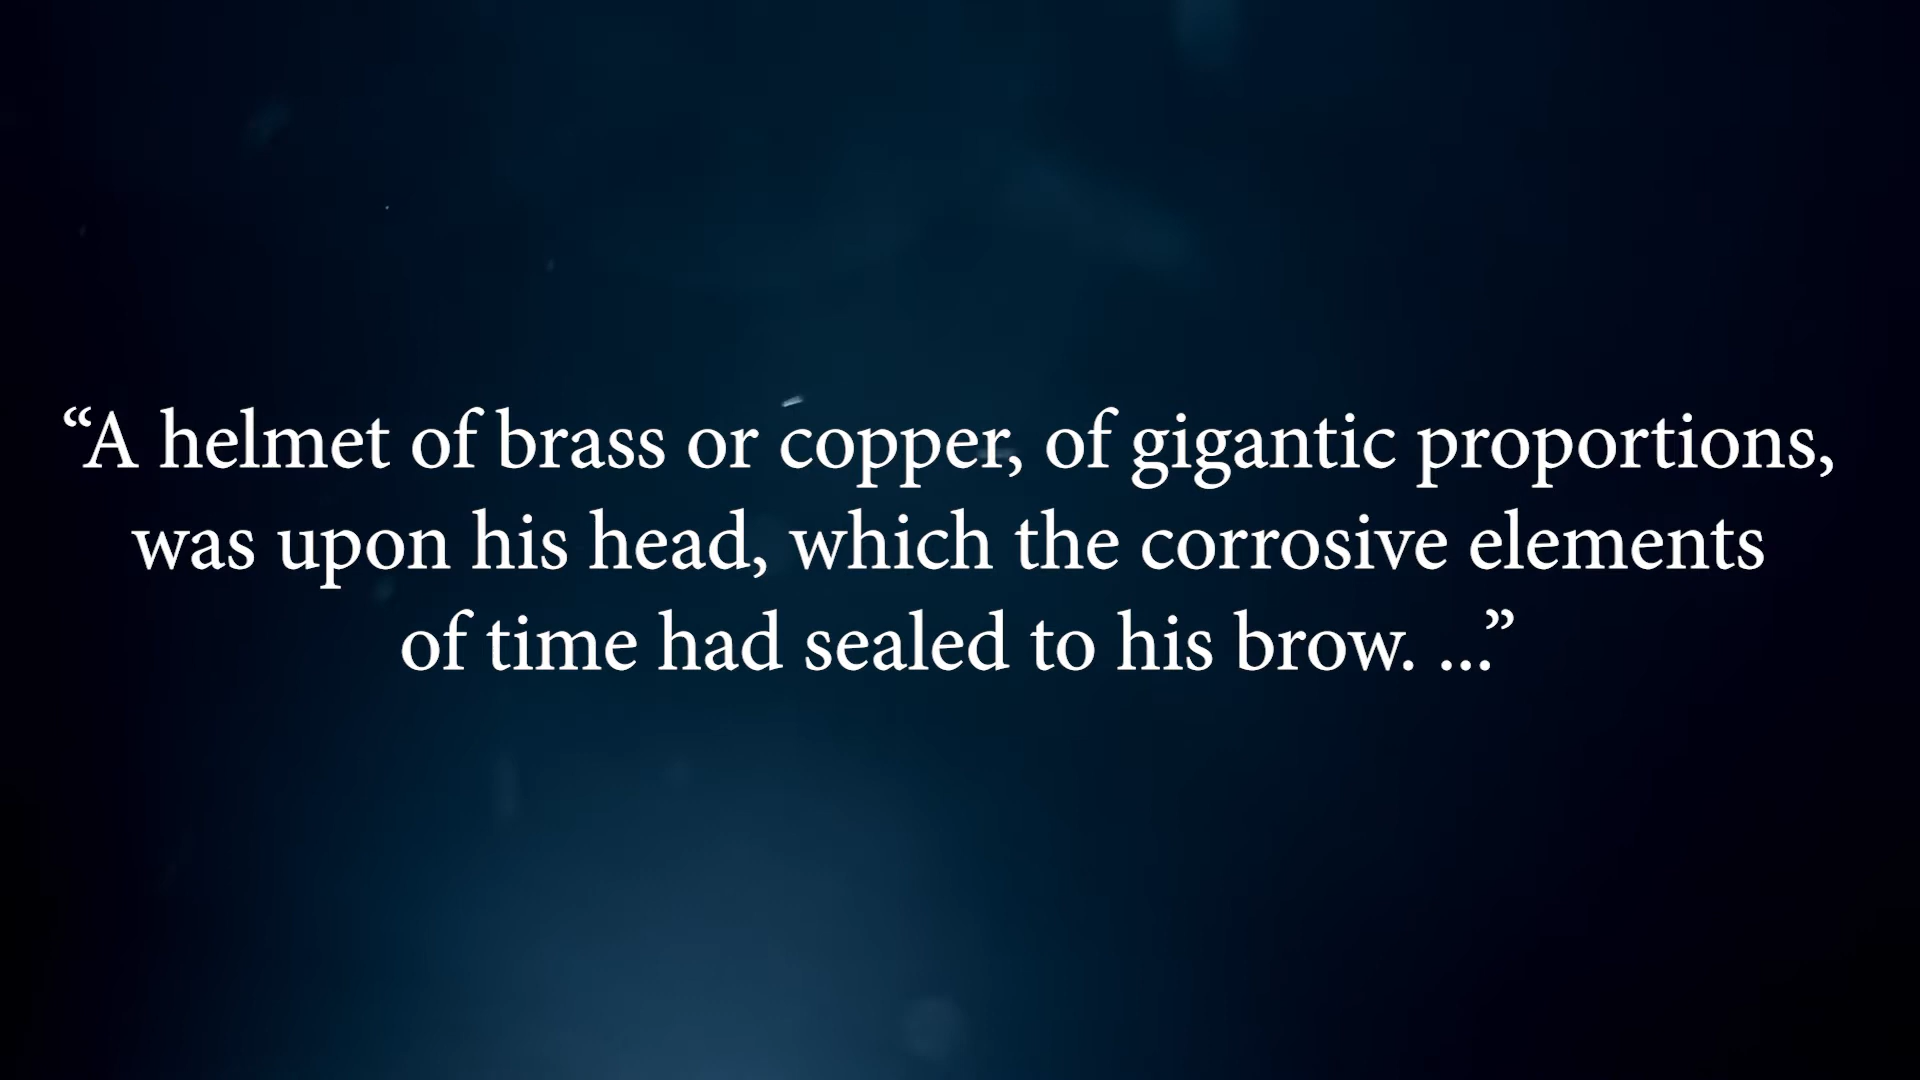 “A helmet of brass or copper, of gigantic proportions,
was upon his head, which the corrosive elements
of time had sealed to his brow. ...”